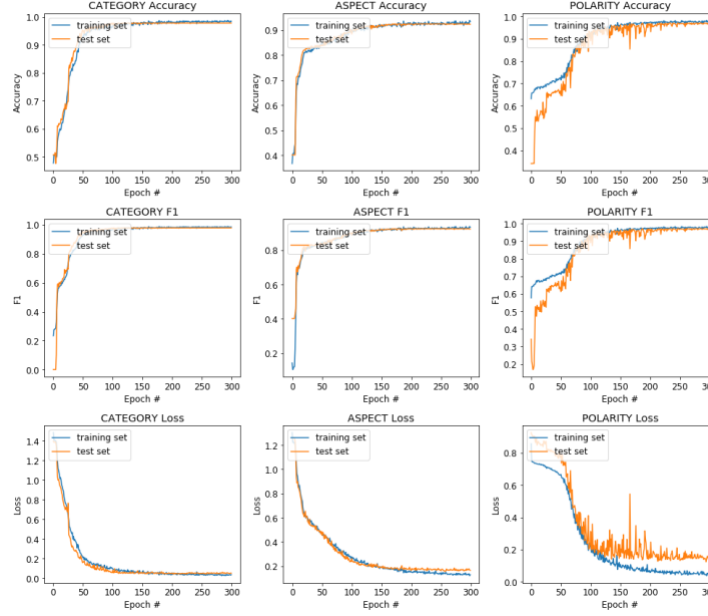 CATEGORY Accuracy
1.0
0.9
0.8
0.7
0.6
0.5
Accuracy
training set
test set
0 50 100 150 200 250 300
Epoch #
ASPECT Accuracy
0.9
0.8
0.7
0.6
0.5
0.4
Accuracy
training set
test set
0 50 100 150 200 250 300
Epoch #
POLARITY Accuracy
1.0
0.9
0.8
0.7
0.6
0.5
0.4
Accuracy
training set
test set
0 50 100 150 200 250 300
Epoch #
CATEGORY F1
1.0
0.8
0.6
0.4
0.2
0.0
F1
training set
test set
0 50 100 150 200 250 300
Epoch #
ASPECT F1
0.8
0.6
0.4
0.2
F1
training set
test set
0 50 100 150 200 250 300
Epoch #
POLARITY F1
1.0
0.9
0.8
0.7
0.6
0.5
0.4
0.3
0.2
F1
training set
test set
0 50 100 150 200 250 300
Epoch #
CATEGORY Loss
1.4
1.2
1.0
0.8
0.6
0.4
0.2
0.0
Loss
training set
test set
0 50 100 150 200 250 300
Epoch #
ASPECT Loss
1.2
1.0
0.8
0.6
0.4
0.2
Loss
training set
test set
0 50 100 150 200 250 300
Epoch #
POLARITY Loss
0.8
0.6
0.4
0.2
0.0
Loss
training set
test set
0 50 100 150 200 250 300
Epoch #